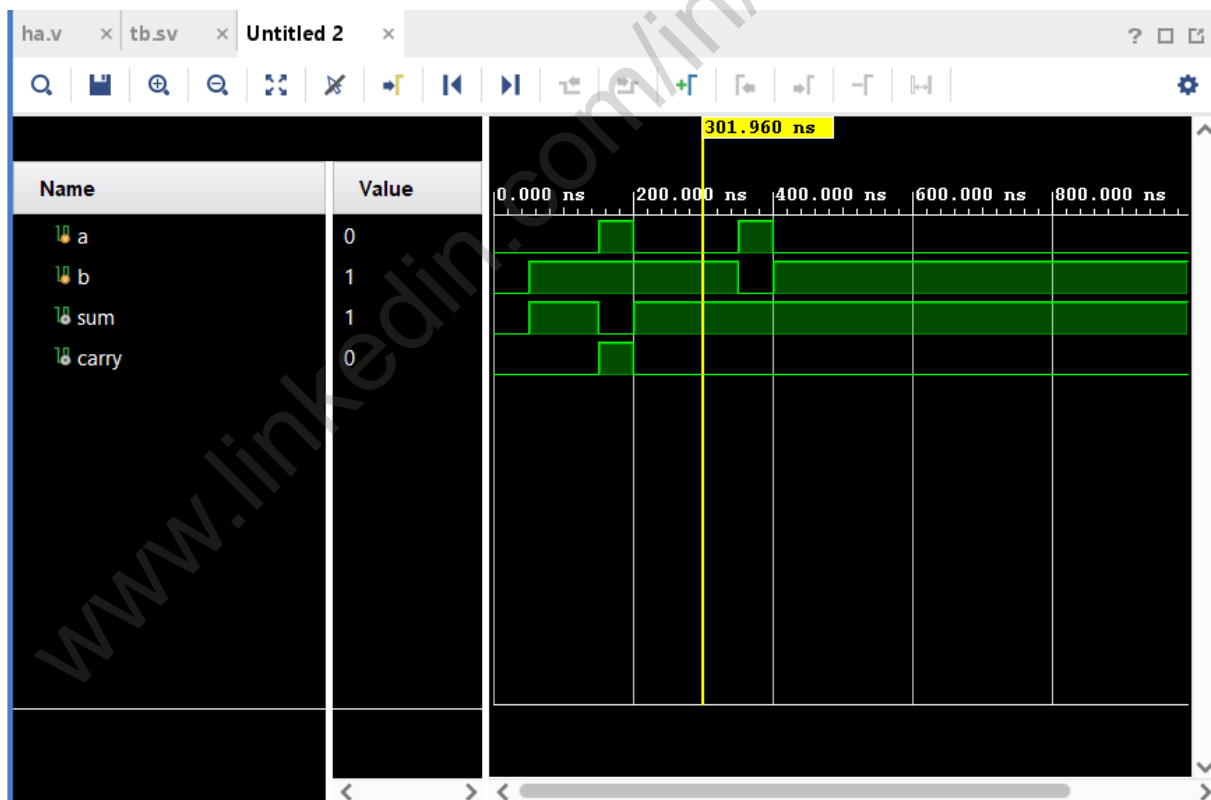 ha.v tb.sv Untitled 2
301.960 ns
Name Value
0.000 ns 200.000 ns 400.000 ns 600.000 ns 800.000 ns
a 0
b 1
sum 1
carry 0
www.linkedin.com/in/